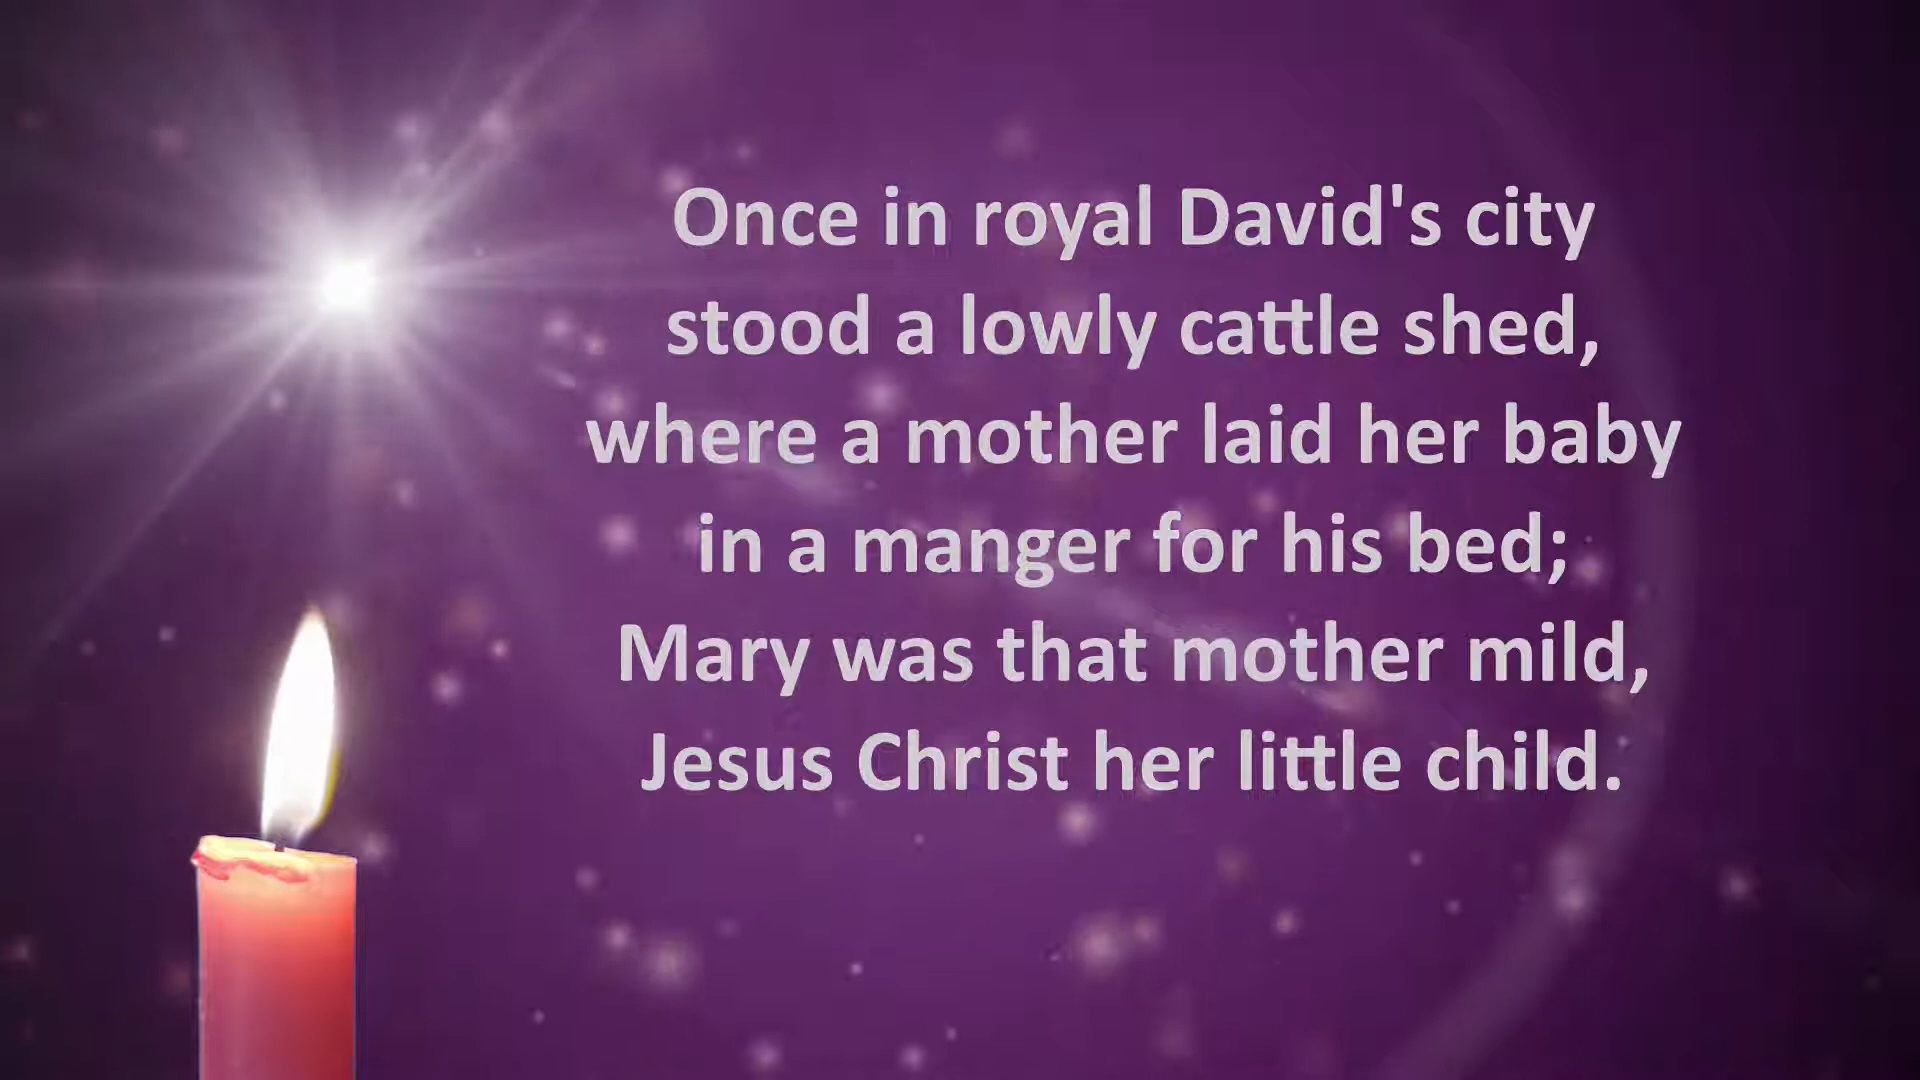 Once in royal David's city
stood a lowly cattle shed,
where a mother laid her baby
in a manger for his bed;
Mary was that mother mild,
Jesus Christ her little child.